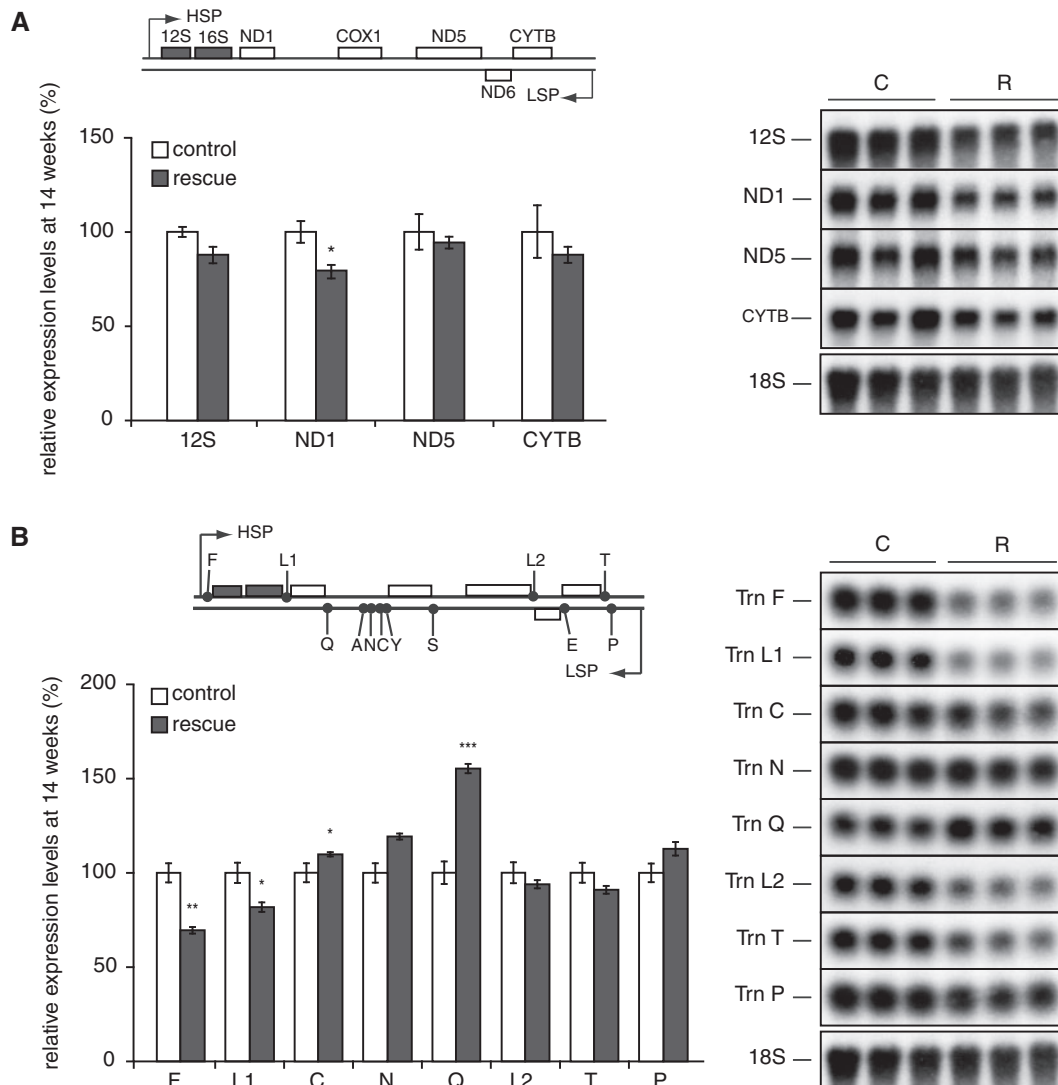 A
HSP
12S 16S ND1 COX1 ND5 CYTB
ND6 LSP
relative expression levels at 14 weeks (%)
150
100
50
0
control
rescue
*
12S ND1 ND5 CYTB
C R
12S
ND1
ND5
CYTB
18S
B
HSP
F L1 L2 T
Q A N C Y S E P
LSP
relative expression levels at 14 weeks (%)
200
150
100
50
0
control
rescue
** * * ***
F L1 C N Q L2 T P
C R
Trn F
Trn L1
Trn C
Trn N
Trn Q
Trn L2
Trn T
Trn P
18S